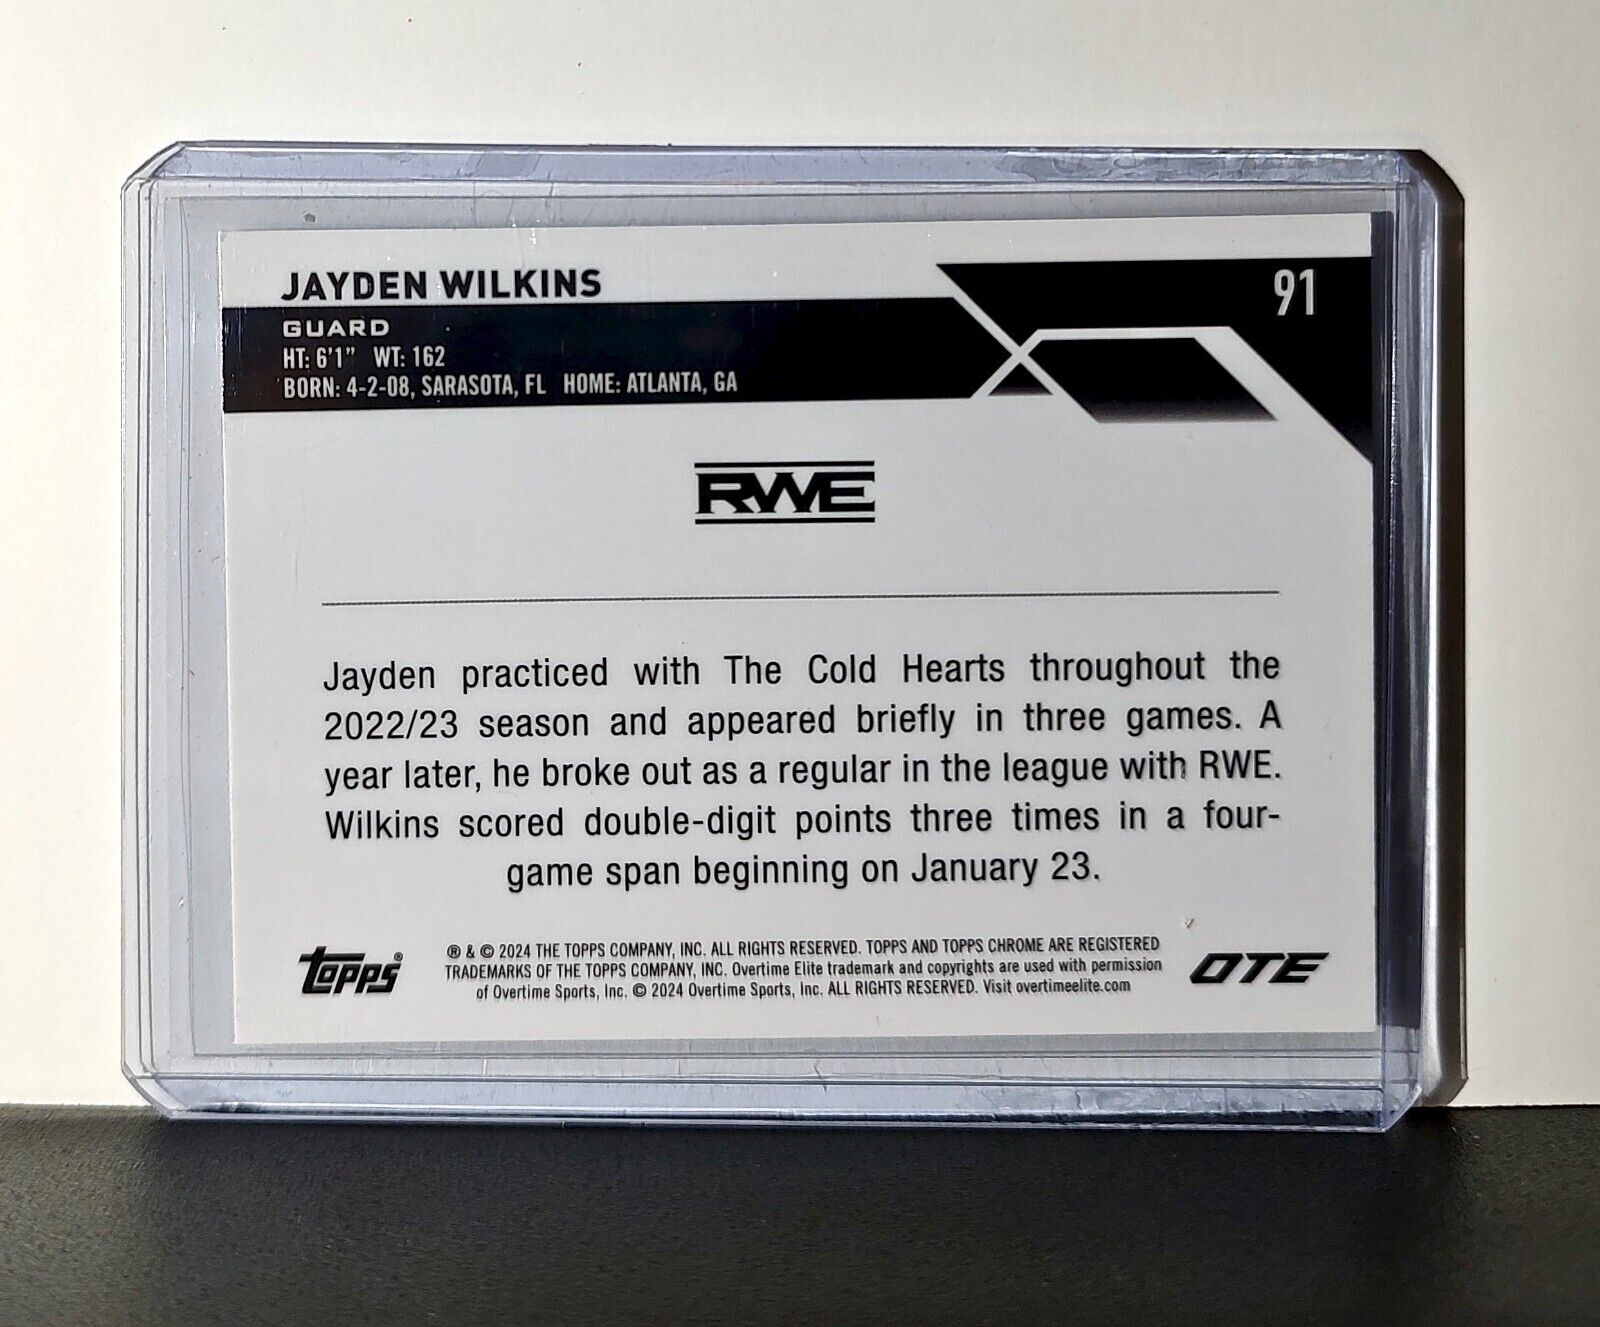 JAYDEN WILKINS
91
GUARD
HT: 6'1" WT: 162
BORN: 4-2-08, SARASOTA, FL HOME: ATLANTA, GA
RWE
Jayden practiced with The Cold Hearts throughout the
2022/23 season and appeared briefly in three games. A
year later, he broke out as a regular in the league with RWE.
Wilkins scored double-digit points three times in a four-
game span beginning on January 23.
topps®
® & © 2024 THE TOPPS COMPANY, INC. ALL RIGHTS RESERVED. TOPPS AND TOPPS CHROME ARE REGISTERED
TRADEMARKS OF THE TOPPS COMPANY, INC. Overtime Elite trademark and copyrights are used with permission
of Overtime Sports, Inc. © 2024 Overtime Sports, Inc. ALL RIGHTS RESERVED. Visit overtimeelite.com
OTE